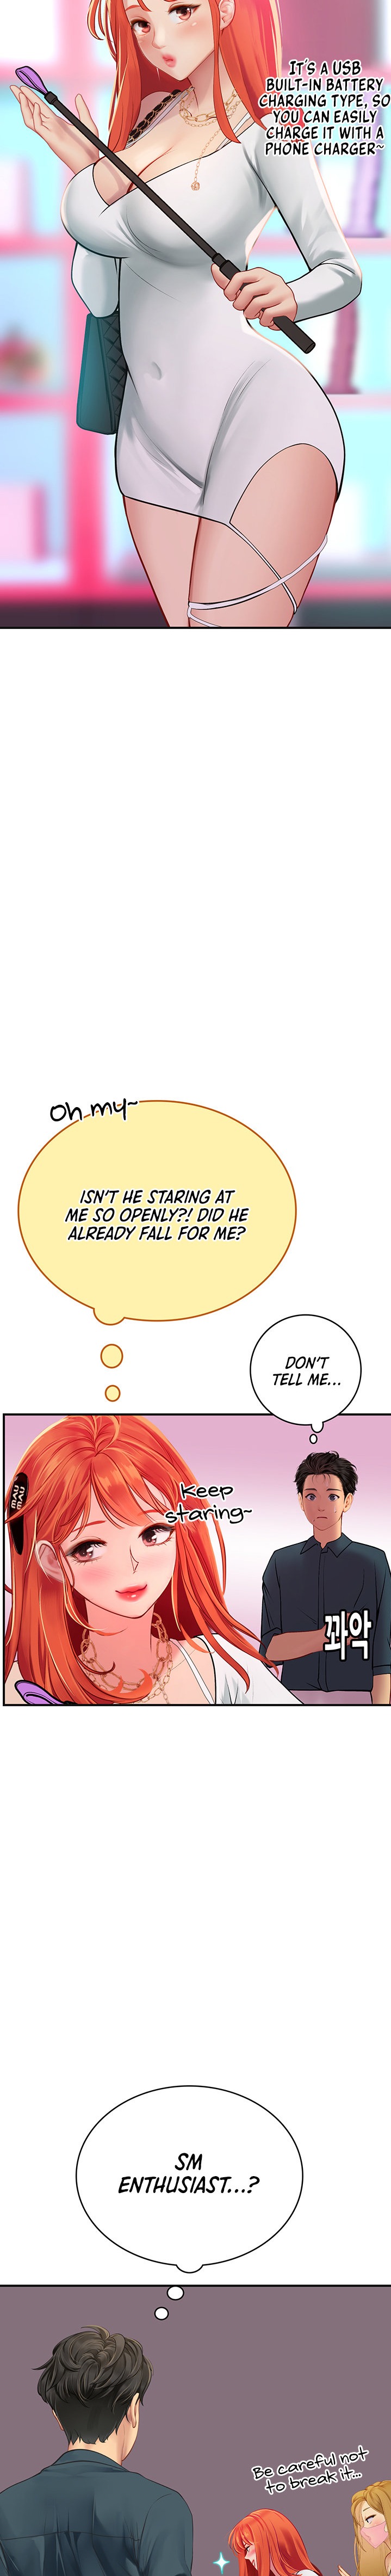 IT'S A USB
BUILT-IN BATTERY
CHARGING TYPE, SO
YOU CAN EASILY
CHARGE IT WITH A
PHONE CHARGER~
Oh my~
ISN'T HE STARING AT
ME SO OPENLY?! DID HE
ALREADY FALL FOR ME?
DON'T
TELL ME...
keep
staring~
꽈악
SM
ENTHUSIAST...?
Be careful not
to break it...